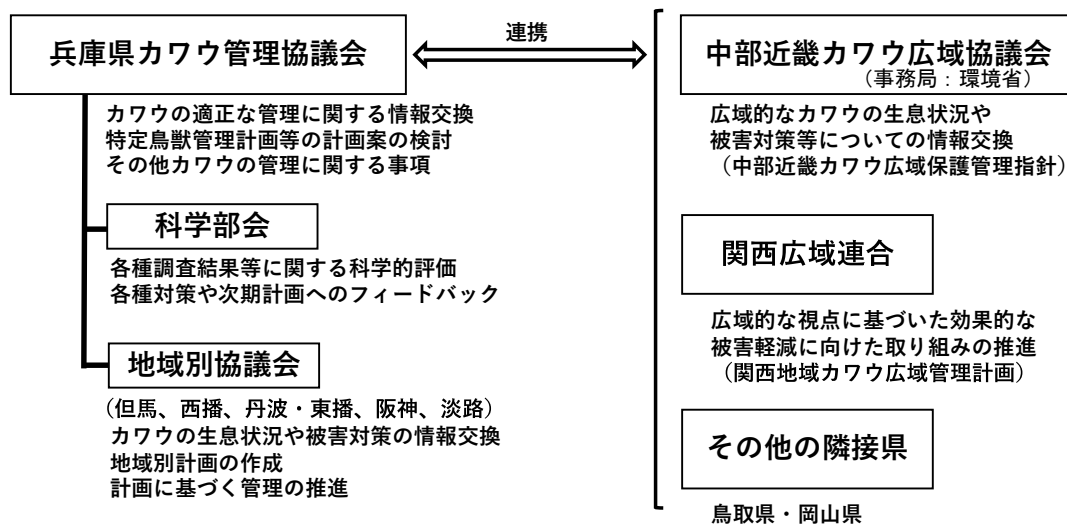 兵庫県カワウ管理協議会
カワウの適正な管理に関する情報交換
特定鳥獣管理計画等の計画案の検討
その他カワウの管理に関する事項
科学部会
各種調査結果等に関する科学的評価
各種対策や次期計画へのフィードバック
地域別協議会
(但馬、西播、丹波・東播、阪神、淡路)
カワウの生息状況や被害対策の情報交換
地域別計画の作成
計画に基づく管理の推進
連携
中部近畿カワウ広域協議会
(事務局:環境省)
広域的なカワウの生息状況や
被害対策等についての情報交換
(中部近畿カワウ広域保護管理指針)
関西広域連合
広域的な視点に基づいた効果的な
被害軽減に向けた取り組みの推進
(関西地域カワウ広域管理計画)
その他の隣接県
鳥取県・岡山県